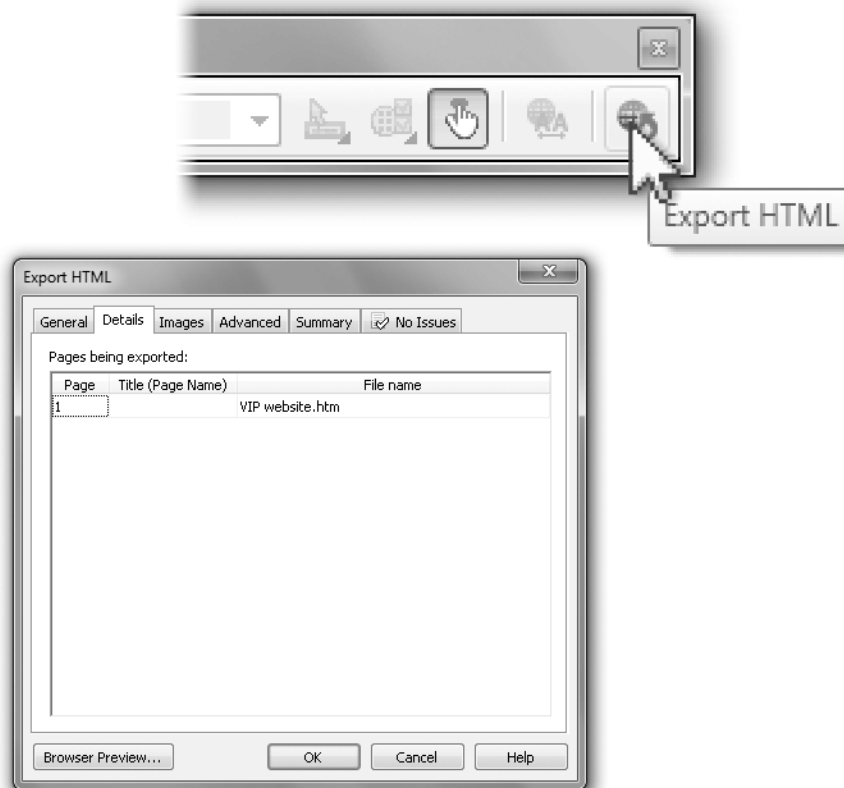 Export HTML
Export HTML
General Details Images Advanced Summary No Issues
Pages being exported:
Page Title (Page Name) File name
1 VIP website.htm
Browser Preview... OK Cancel Help